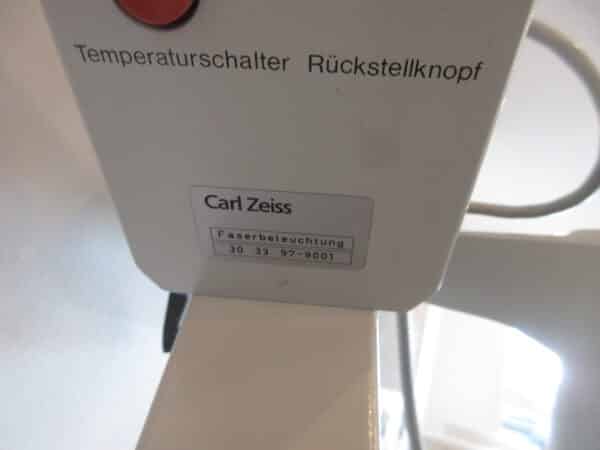 Temperaturschalter Rückstellknopf
Carl Zeiss
Faserbeleuchtung
30 33 97-9001